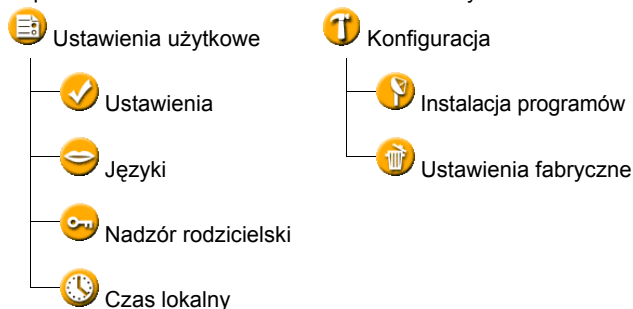 Ustawienia użytkowe
Ustawienia
Języki
Nadzór rodzicielski
Czas lokalny
Konfiguracja
Instalacja programów
Ustawienia fabryczne